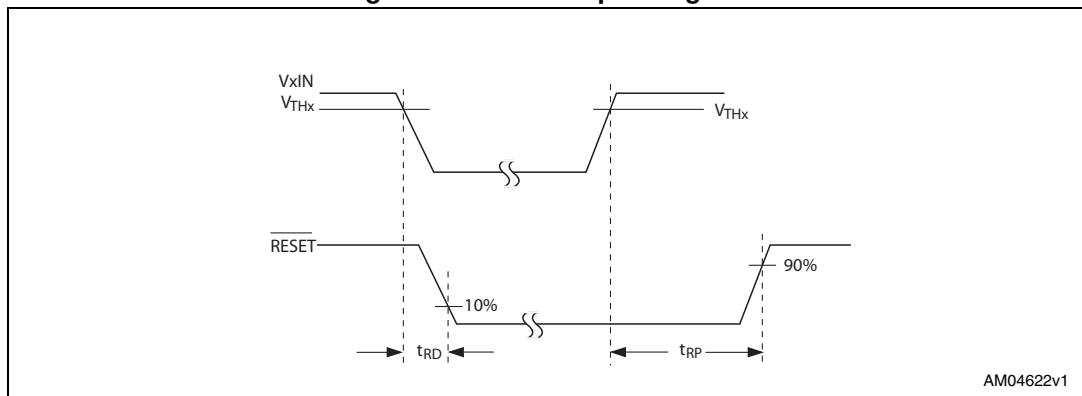 VxIN
VTHx
VTHx
RESET
90%
10%
tRD
tRP
AM04622v1